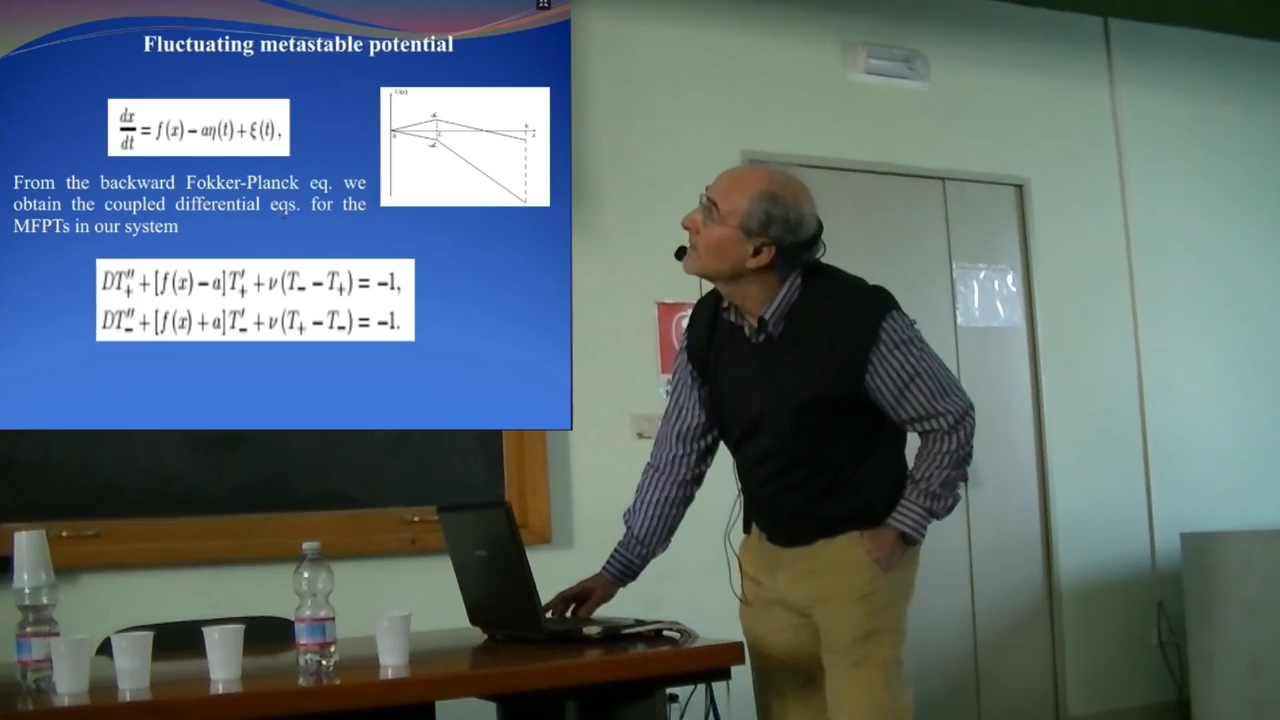 Fluctuating metastable potential
dx/dt = f(x) − aη(t) + ξ(t),
From the backward Fokker-Planck eq. we
obtain the coupled differential eqs. for the
MFPTs in our system
DT″₊ + [f(x) − a]T′₊ + ν(T₋ − T₊) = −1,
DT″₋ + [f(x) + a]T′₋ + ν(T₊ − T₋) = −1.